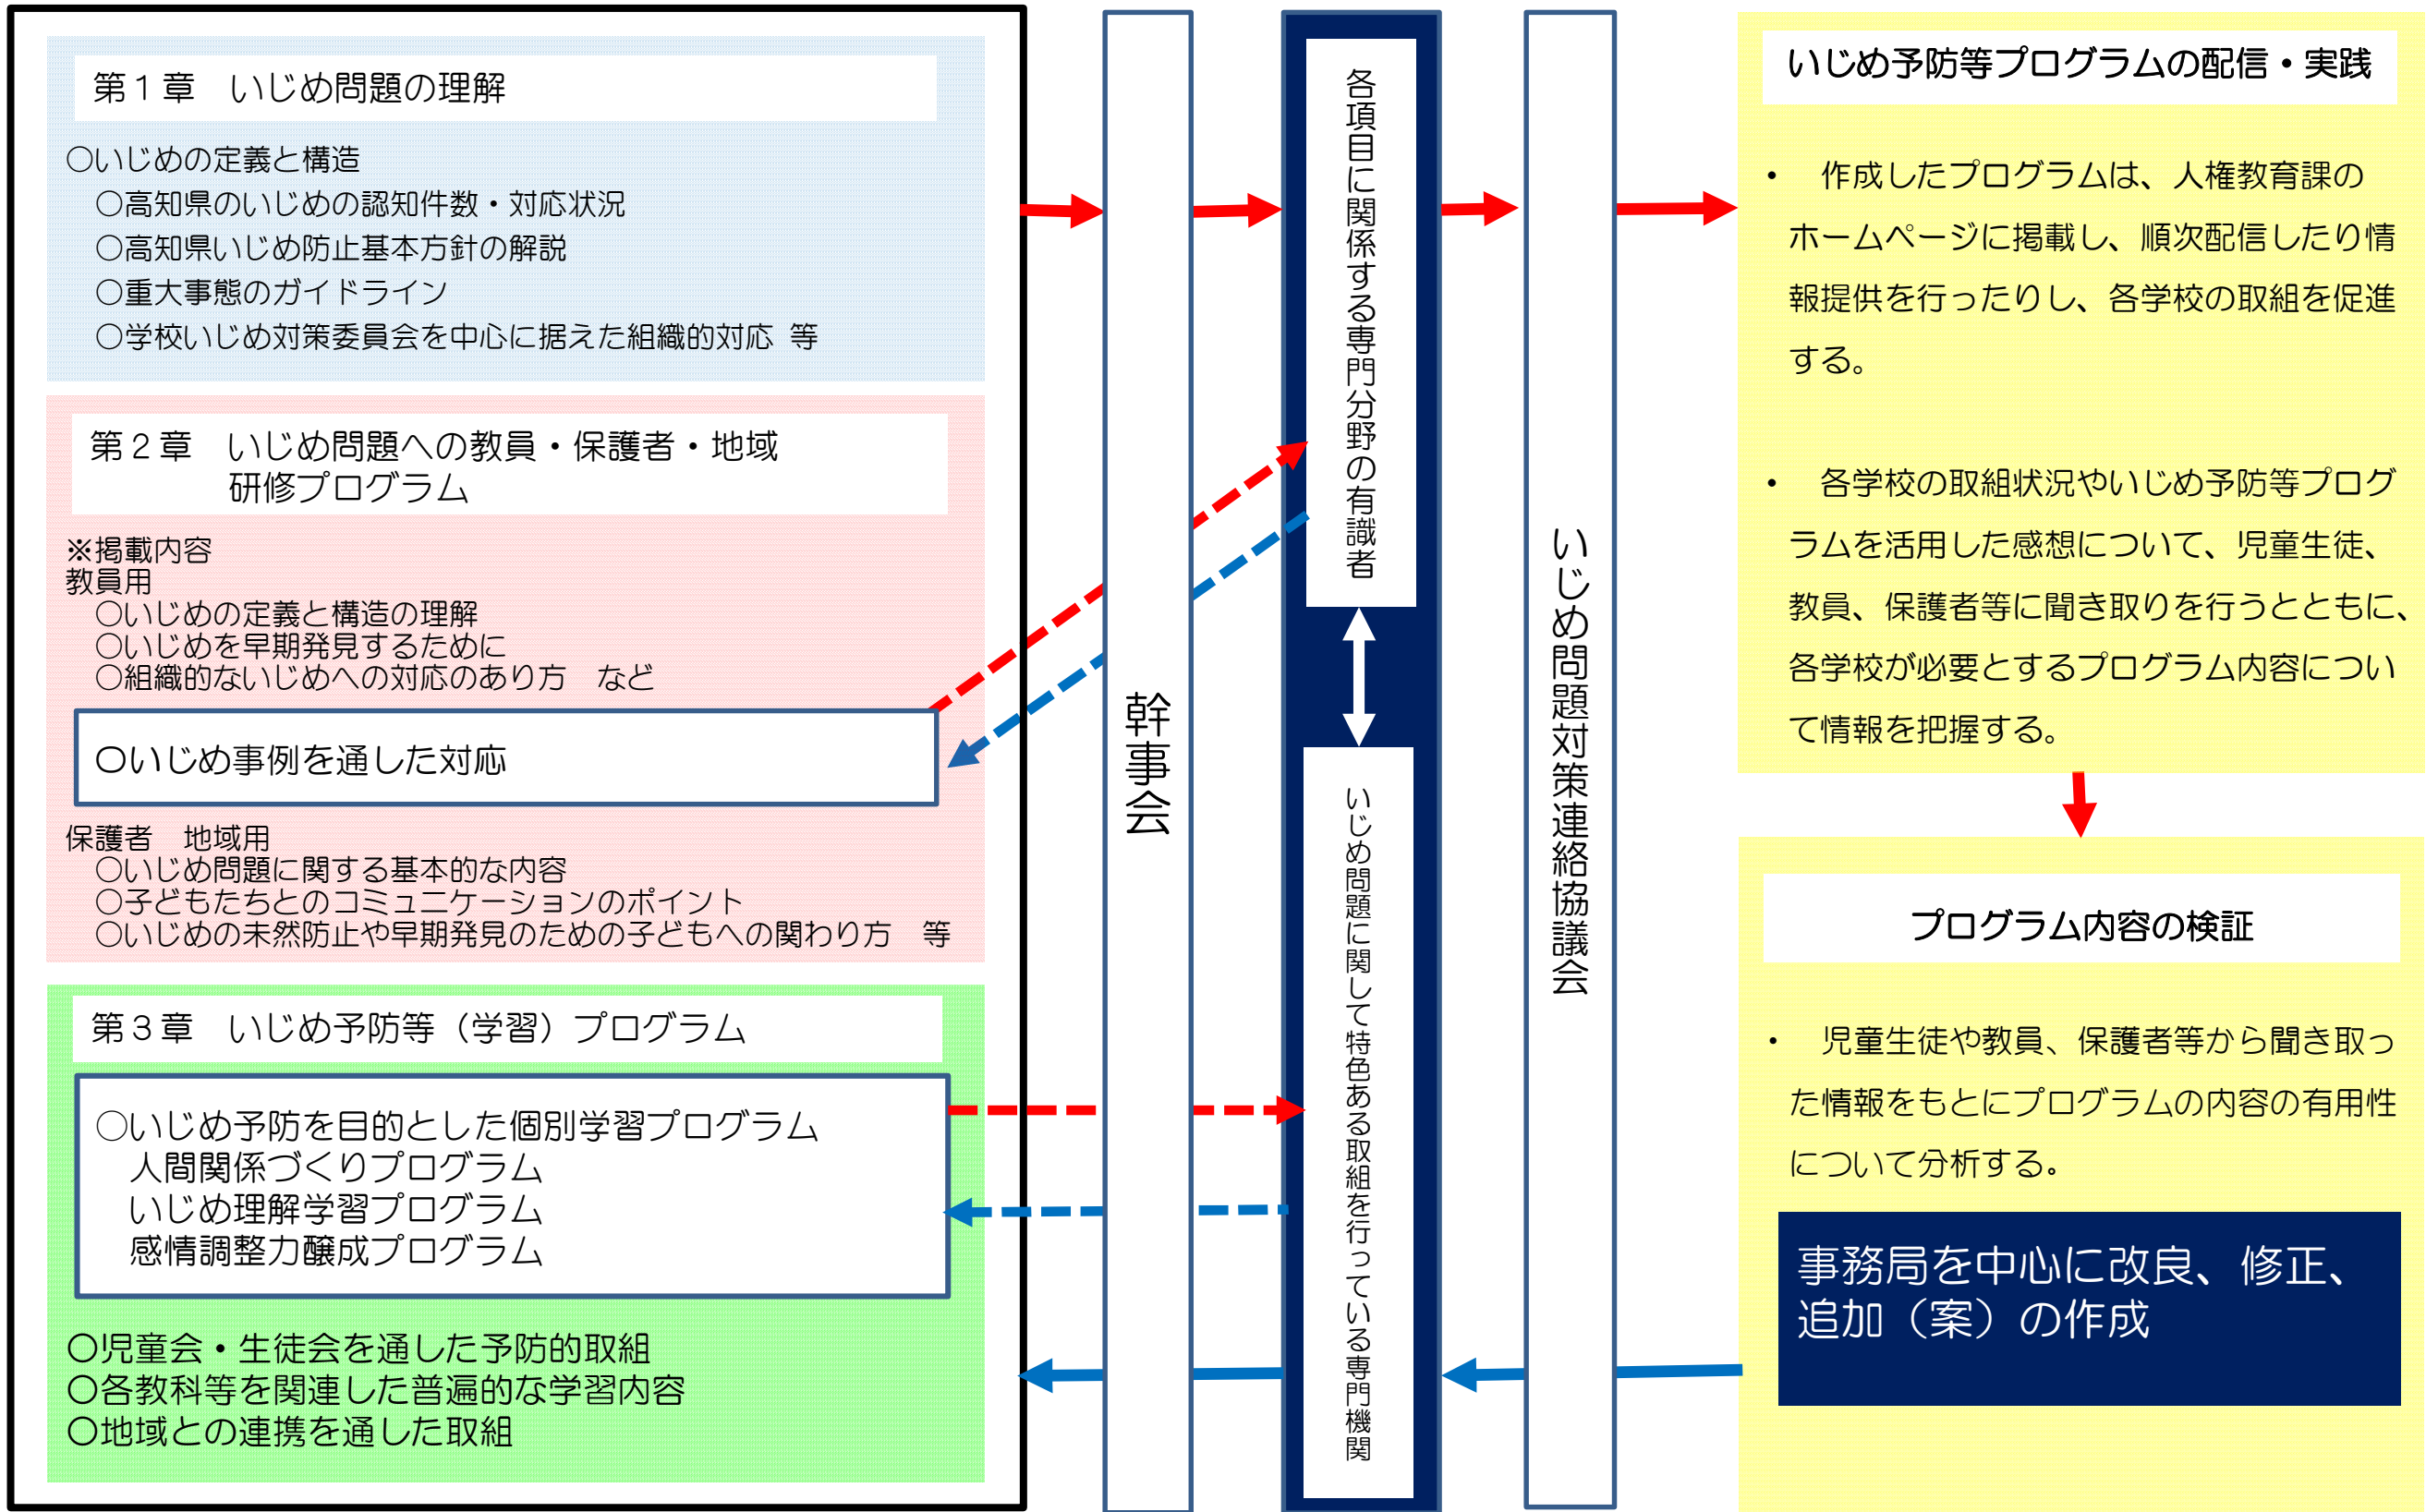 第１章　いじめ問題の理解
○いじめの定義と構造
○高知県のいじめの認知件数・対応状況
○高知県いじめ防止基本方針の解説
○重大事態のガイドライン
○学校いじめ対策委員会を中心に据えた組織的対応 等
第２章　いじめ問題への教員・保護者・地域
研修プログラム
※掲載内容
教員用
○いじめの定義と構造の理解
○いじめを早期発見するために
○組織的ないじめへの対応のあり方　など
○いじめ事例を通した対応
保護者　地域用
○いじめ問題に関する基本的な内容
○子どもたちとのコミュニケーションのポイント
○いじめの未然防止や早期発見のための子どもへの関わり方　等
第３章　いじめ予防等（学習）プログラム
○いじめ予防を目的とした個別学習プログラム
人間関係づくりプログラム
いじめ理解学習プログラム
感情調整力醸成プログラム
○児童会・生徒会を通した予防的取組
○各教科等を関連した普遍的な学習内容
○地域との連携を通した取組
幹事会
各項目に関係する専門分野の有識者
いじめ問題に関して特色ある取組を行っている専門機関
いじめ問題対策連絡協議会
いじめ予防等プログラムの配信・実践
・　作成したプログラムは、人権教育課の
ホームページに掲載し、順次配信したり情
報提供を行ったりし、各学校の取組を促進
する。
・　各学校の取組状況やいじめ予防等プログ
ラムを活用した感想について、児童生徒、
教員、保護者等に聞き取りを行うとともに、
各学校が必要とするプログラム内容につい
て情報を把握する。
プログラム内容の検証
・　児童生徒や教員、保護者等から聞き取っ
た情報をもとにプログラムの内容の有用性
について分析する。
事務局を中心に改良、修正、
追加（案）の作成